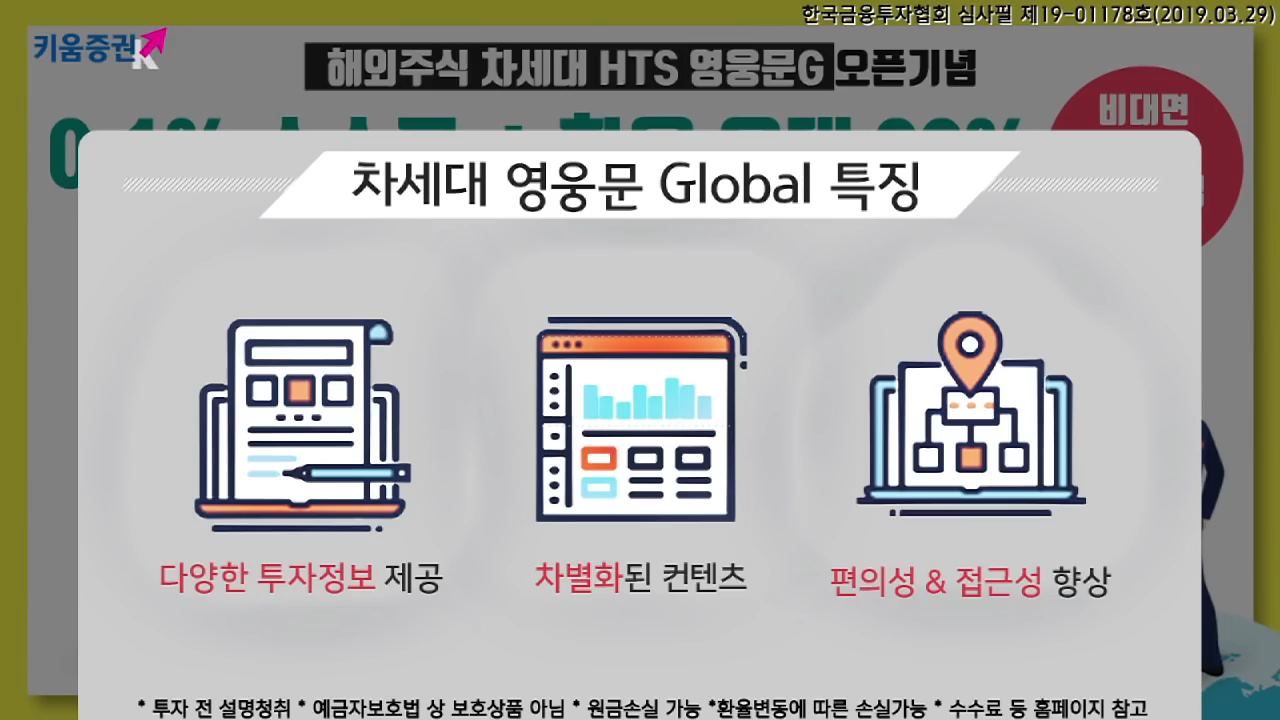 한국금융투자협회 심사필 제19-01178호(2019.03.29)
키움증권
해외주식 차세대 HTS 영웅문G 오픈기념
비대면
차세대 영웅문 Global 특징
다양한 투자정보 제공
차별화된 컨텐츠
편의성 & 접근성 향상
* 투자 전 설명청취 * 예금자보호법 상 보호상품 아님 * 원금손실 가능 *환율변동에 따른 손실가능 * 수수료 등 홈페이지 참고